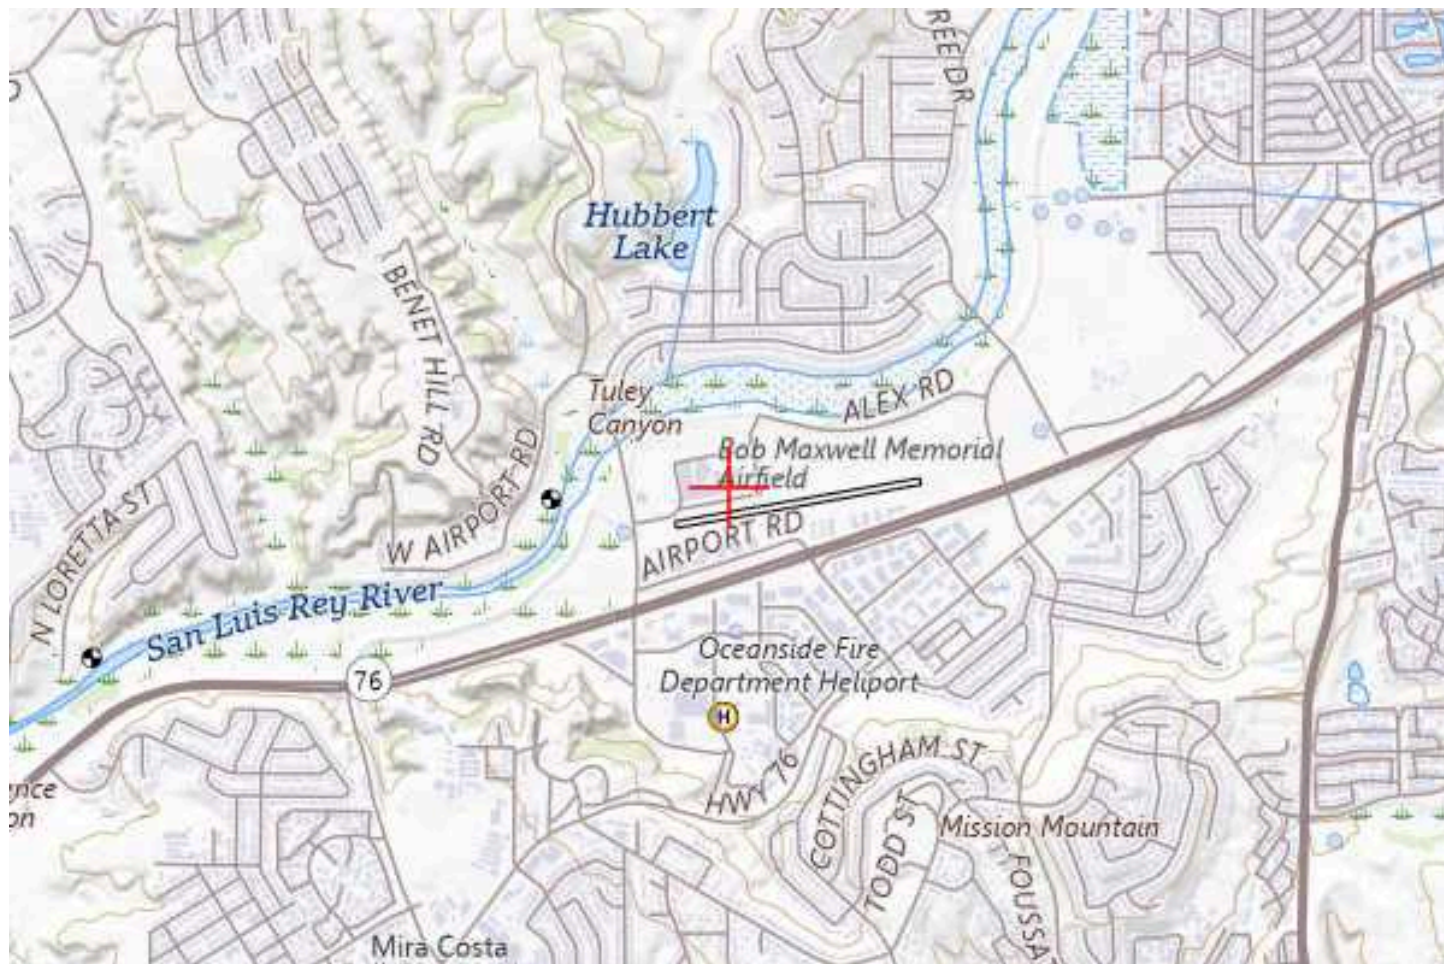 REE DR
Hubbert
Lake
BENET HILL RD
Tuley
Canyon
ALEX RD
Bob Maxwell Memorial
Airfield
W AIRPORT RD
AIRPORT RD
N LORETTA ST
San Luis Rey River
76
Oceanside Fire
Department Heliport
H
HWY 76
COTTINGHAM ST
TODD ST
Mission Mountain
FOUSSA
nce
on
Mira Costa